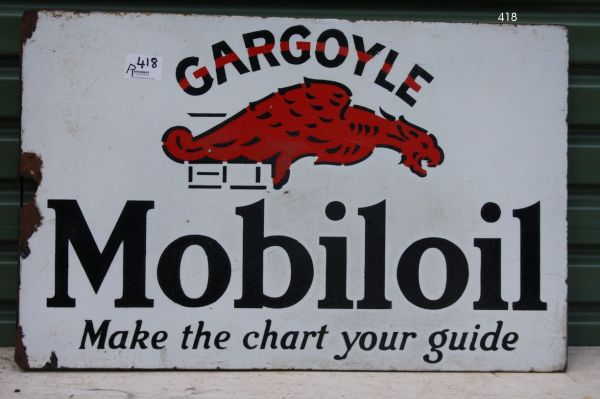 418
418
GARGOYLE
Mobiloil
Make the chart your guide